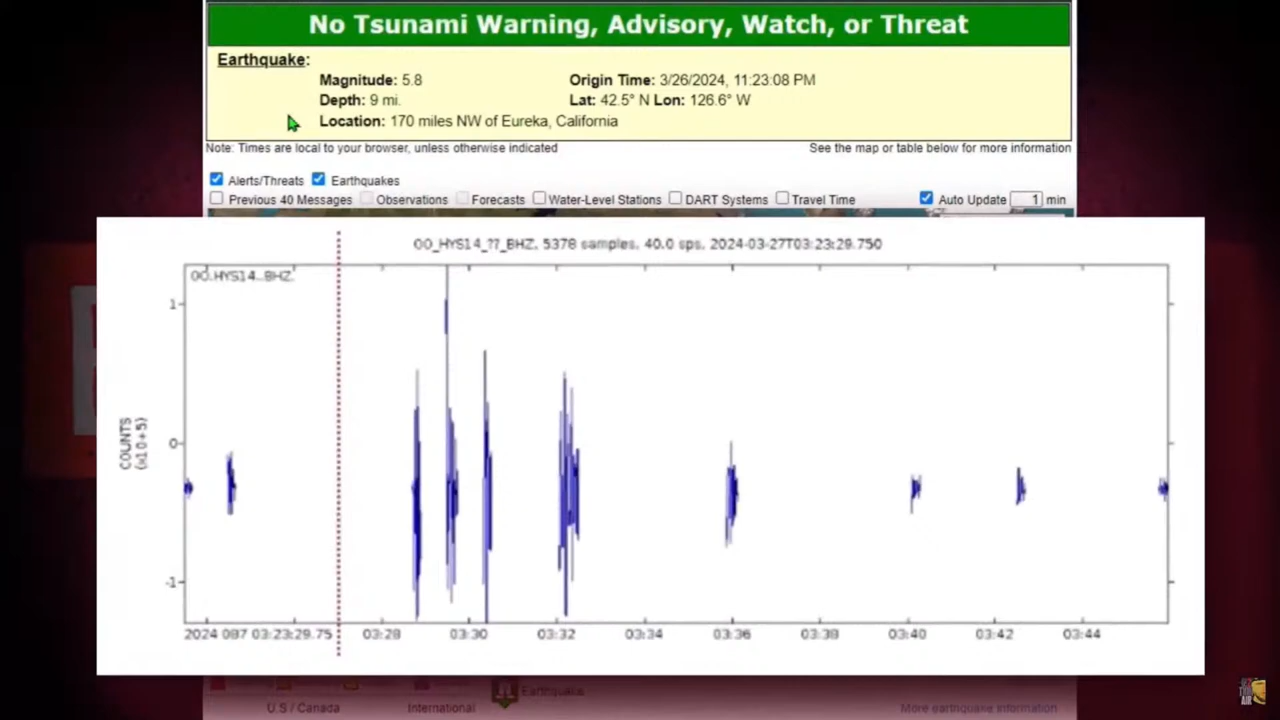 No Tsunami Warning, Advisory, Watch, or Threat
Earthquake:
Magnitude: 5.8 Origin Time: 3/26/2024, 11:23:08 PM
Depth: 9 mi. Lat: 42.5° N Lon: 126.6° W
Location: 170 miles NW of Eureka, California
Note: Times are local to your browser, unless otherwise indicated See the map or table below for more information
Alerts/Threats Earthquakes
Previous 40 Messages Observations Forecasts Water-Level Stations DART Systems Travel Time Auto Update 1 min
OO_HYS14_??_BHZ, 5378 samples, 40.0 sps, 2024-03-27T03:23:29.750
OO.HYS14..BHZ.
1
0
-1
COUNTS
(x10+5)
2024 087 03:23:29.75 03:28 03:30 03:32 03:34 03:36 03:38 03:40 03:42 03:44
Earthquake
U.S / Canada International More earthquake information